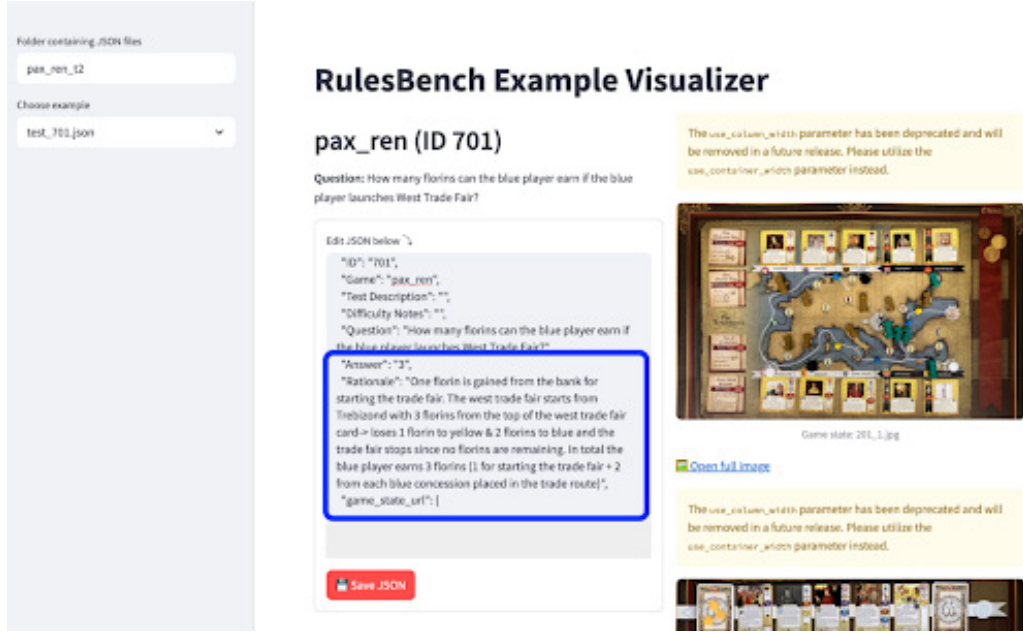 Folder containing JSON files
pax_ren_t2
Choose example
test_701.json
RulesBench Example Visualizer
pax_ren (ID 701)
Question: How many florins can the blue player earn if the blue
player launches West Trade Fair?
Edit JSON below
"ID": "701",
"Game": "pax_ren",
"Test Description": "",
"Difficulty Notes": "",
"Question": "How many florins can the blue player earn if
the blue player launches West Trade Fair?"
"Answer": "3",
"Rationale": "One florin is gained from the bank for
starting the trade fair. The west trade fair starts from
Trebizond with 3 florins from the top of the west trade fair
card-> loses 1 florin to yellow & 2 florins to blue and the
trade fair stops since no florins are remaining. In total the
blue player earns 3 florins (1 for starting the trade fair + 2
from each blue concession placed in the trade route)",
"game_state_url": [
Save JSON
The use_column_width parameter has been deprecated and will
be removed in a future release. Please utilize the
use_container_width parameter instead.
Game state: 201_1.jpg
Open full image
The use_column_width parameter has been deprecated and will
be removed in a future release. Please utilize the
use_container_width parameter instead.